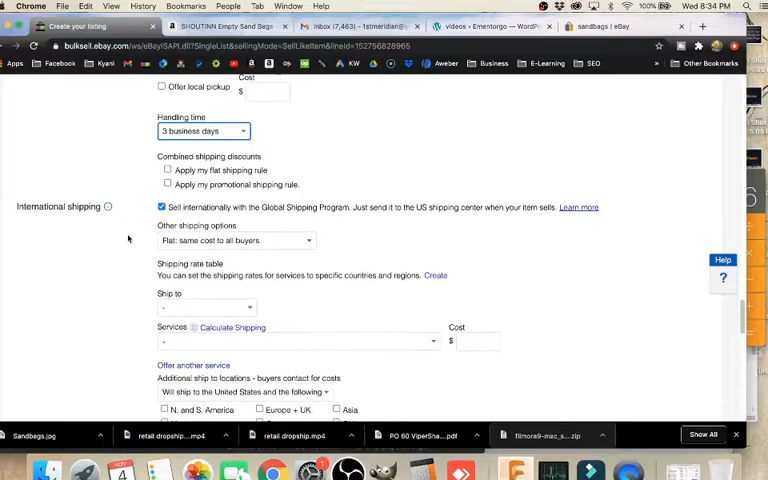 Chrome File Edit View History Bookmarks People Tab Window Help 100% Wed 8:34 PM
Create your listing SHOUTINN Empty Sand Bags Inbox (7,463) - 1stmeridian@ videos ‹ Ementorgo — WordP sandbags | eBay
bulksell.ebay.com/ws/eBayISAPI.dll?SingleList&sellingMode=SellLikeItem&lineId=152756828965
Apps Facebook Kyani KW Aweber Business E-Learning SEO » Other Bookmarks
Cost
Offer local pickup $
Handling time
3 business days
Combined shipping discounts
Apply my flat shipping rule
Apply my promotional shipping rule.
International shipping Sell internationally with the Global Shipping Program. Just send it to the US shipping center when your item sells. Learn more
Other shipping options
Flat: same cost to all buyers
Help
?
Shipping rate table
You can set the shipping rates for services to specific countries and regions. Create
Ship to
-
Services Calculate Shipping Cost
- $
Offer another service
Additional ship to locations - buyers contact for costs
Will ship to the United States and the following
N. and S. America Europe + UK Asia
Sandbags.jpg retail dropship....mp4 retail dropship....mp4 PO 60 ViperSha....pdf filmora9-mac_s....zip Show All
NOV
4